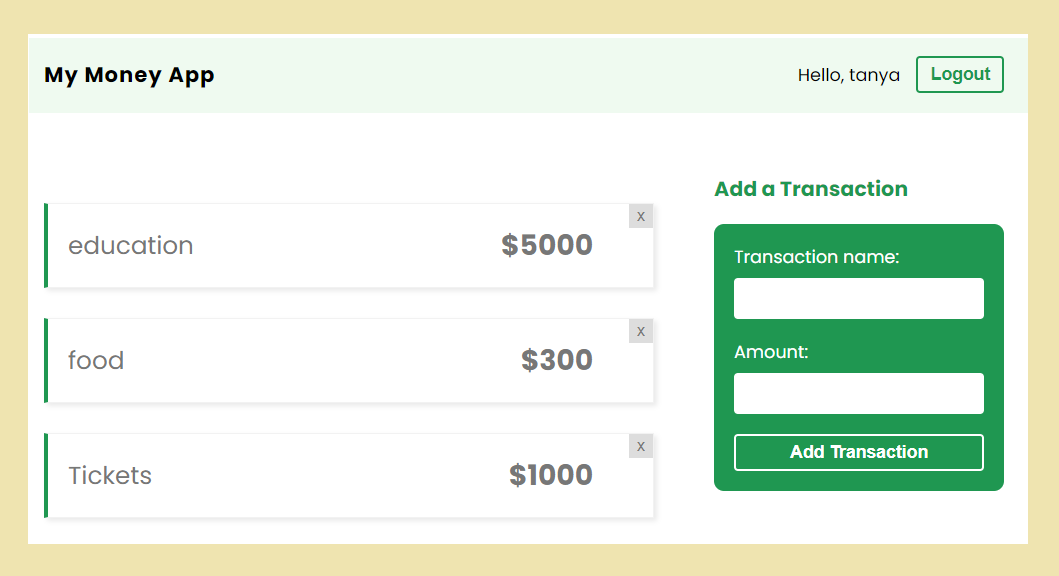 My Money App
Hello, tanya
Logout
education
$5000
x
food
$300
x
Tickets
$1000
x
Add a Transaction
Transaction name:
Amount:
Add Transaction